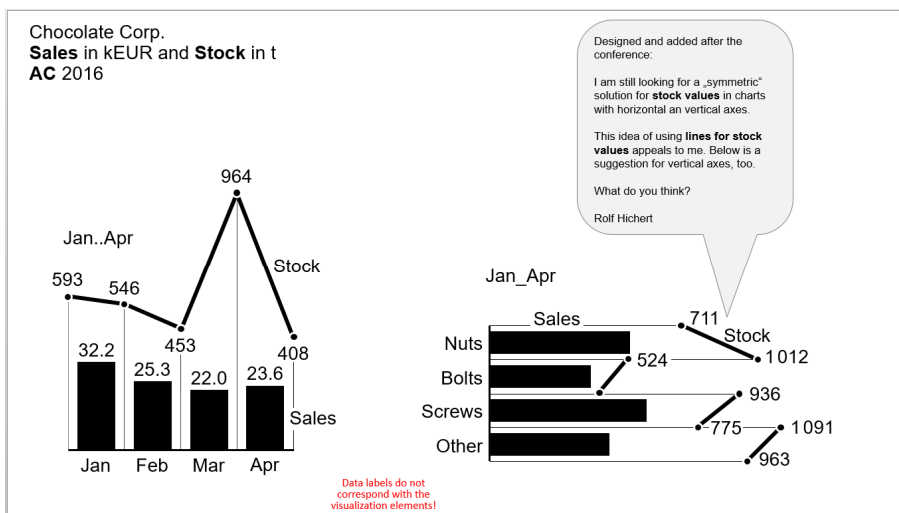 Chocolate Corp.
Sales in kEUR and Stock in t
AC 2016
Designed and added after the
conference:
I am still looking for a „symmetric“
solution for stock values in charts
with horizontal an vertical axes.
This idea of using lines for stock
values appeals to me. Below is a
suggestion for vertical axes, too.
What do you think?
Rolf Hichert
Jan..Apr
964
593
546
453
408
Stock
32.2
25.3
22.0
23.6
Sales
Jan Feb Mar Apr
Jan_Apr
Sales
711
Stock
Nuts
1 012
524
Bolts
936
Screws
775
1 091
Other
963
Data labels do not
correspond with the
visualization elements!